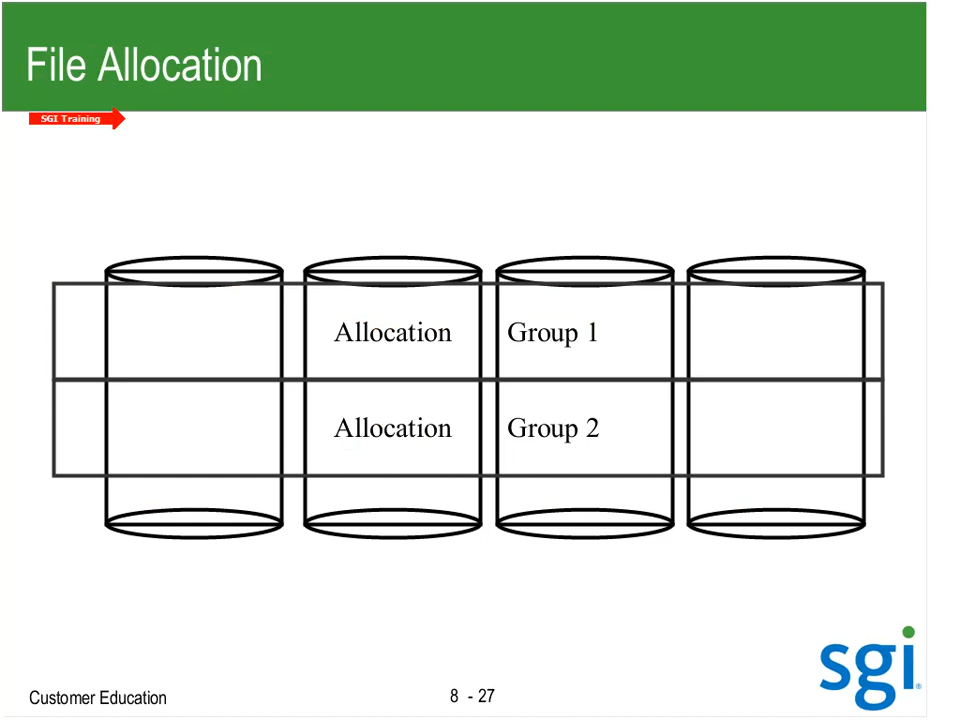 File Allocation
SGI Training
Allocation Group 1
Allocation Group 2
sgi®
Customer Education
8 - 27